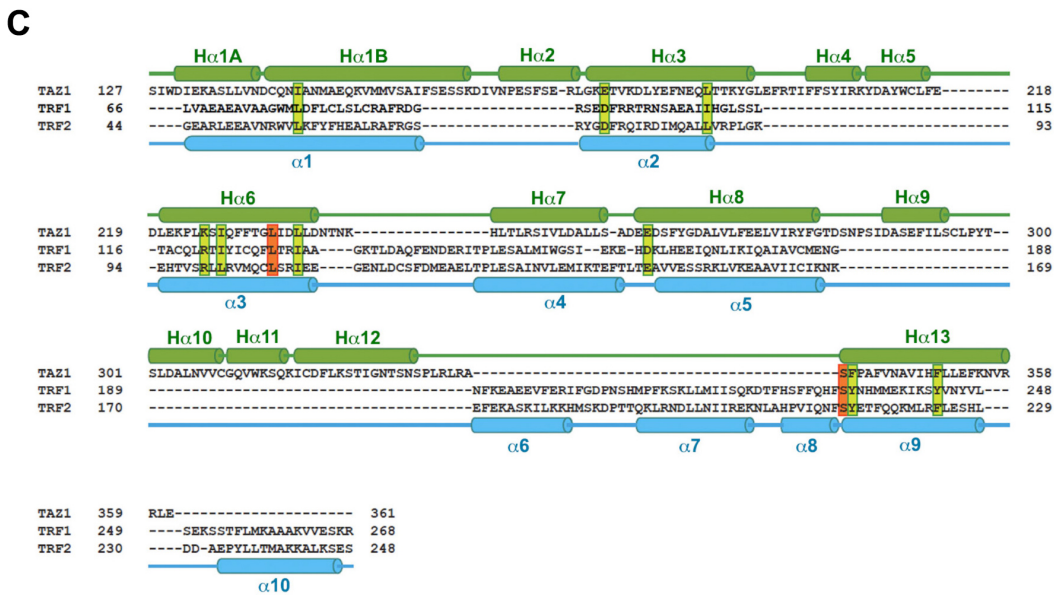 C
Hα1A Hα1B Hα2 Hα3 Hα4 Hα5
TAZ1 127 SIWDIEKASLLVNDCQNIANMAEQKVMMVSAIFSESSKDIVNPESFSE-RLGKETVKDLYEFNEQLTTKYGLEFRTIFFSYIRKYDAYWCLFE-------- 218
TRF1 66 LVAEAEAVAAGWMLDFLCLSLCRAFRDG------------------RSEDFRRTRNSAEAIIHGLSSL------------------------------ 115
TRF2 44 GEARLEEAVNRWVLKFYFHEALRAFRGS------------------RYGDFRQIRDIMQALLVRPLGK------------------------------ 93
α1 α2
Hα6 Hα7 Hα8 Hα9
TAZ1 219 DLEKPLKSIQFFTGLIDLLDNTNK-----------------HLTLRSIVLDALLS-ADEEDSFYGDALVLFEELVIRYFGTDSNPSIDASEFILSCLPYT--- 300
TRF1 116 TACQLRTIYICQFLTRIAA----GKTLDAQFENDERITPLESALMIWGSI--EKE-HDKLHEEIQNLIKIQAIAVCMENG-------------------- 188
TRF2 94 -EHTVSRLLRVMQCLSRIEE----GENLDCSFDMEAELTPLESAINVLEMIKTEFTLTEAVVESSRKLVKEAAVIICIKNK-------------------- 169
α3 α4 α5
Hα10 Hα11 Hα12 Hα13
TAZ1 301 SLDALNVVCGQVWKSQKICDFLKSTIGNTSNSPLRLRA-------------------------------------------SFPAFVNAVIHFLLEFKNVR 358
TRF1 189 ---------------------------------------NFKEAEEVFERIFGDPNSHMPFKSKLLMIISQKDTFHSFFQHFSYNHMMEKIKSYVNYVL--- 248
TRF2 170 ---------------------------------------EFEKASKILKKHMSKDPTTQKLRNDLLNIIREKNLAHPVIQNFSYETFQQKMLRFLESHL--- 229
α6 α7 α8 α9
TAZ1 359 RLE------------------ 361
TRF1 249 ----SEKSSTFLMKAAAKVVESKR 268
TRF2 230 ----DD-AEPYLLTMAKKALKSES 248
α10